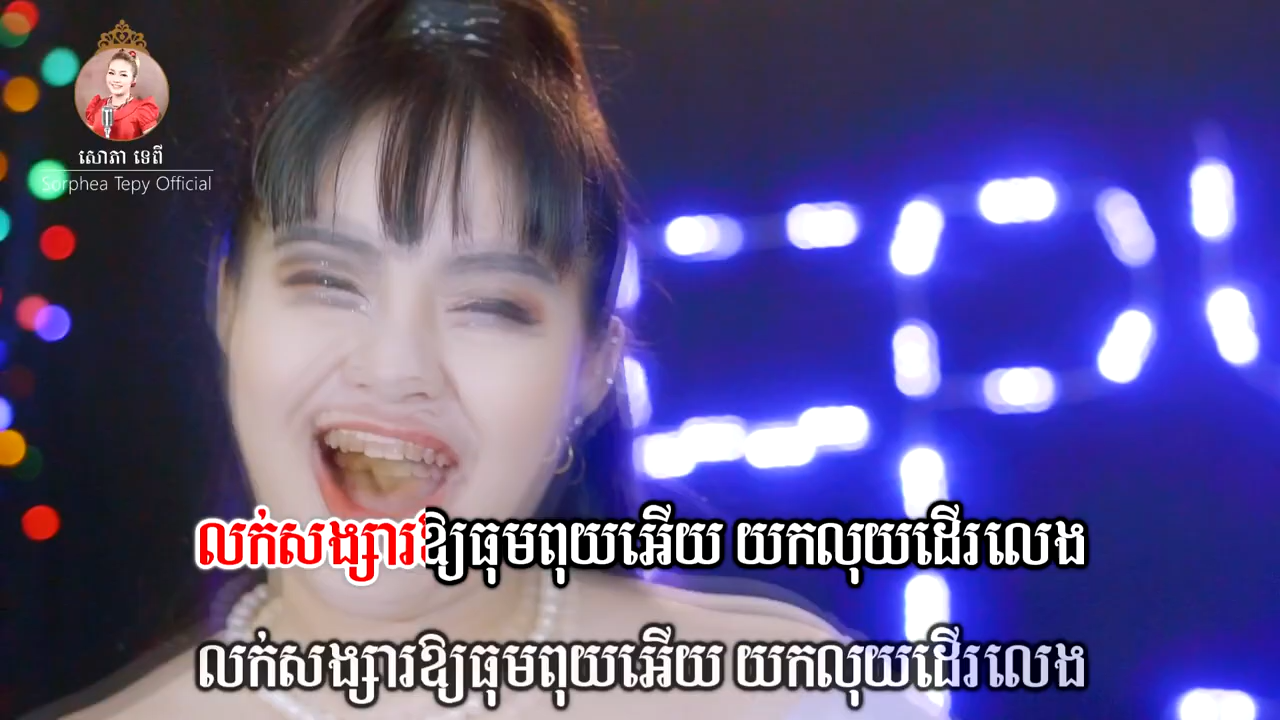 សោភា ទេពី
Sorphea Tepy Official
លក់សង្សារឱ្យធុមពុយអើយ យកលុយដើរលេង
លក់សង្សារឱ្យធុមពុយអើយ យកលុយដើរលេង